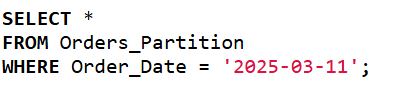 SELECT *
FROM Orders_Partition
WHERE Order_Date = '2025-03-11';